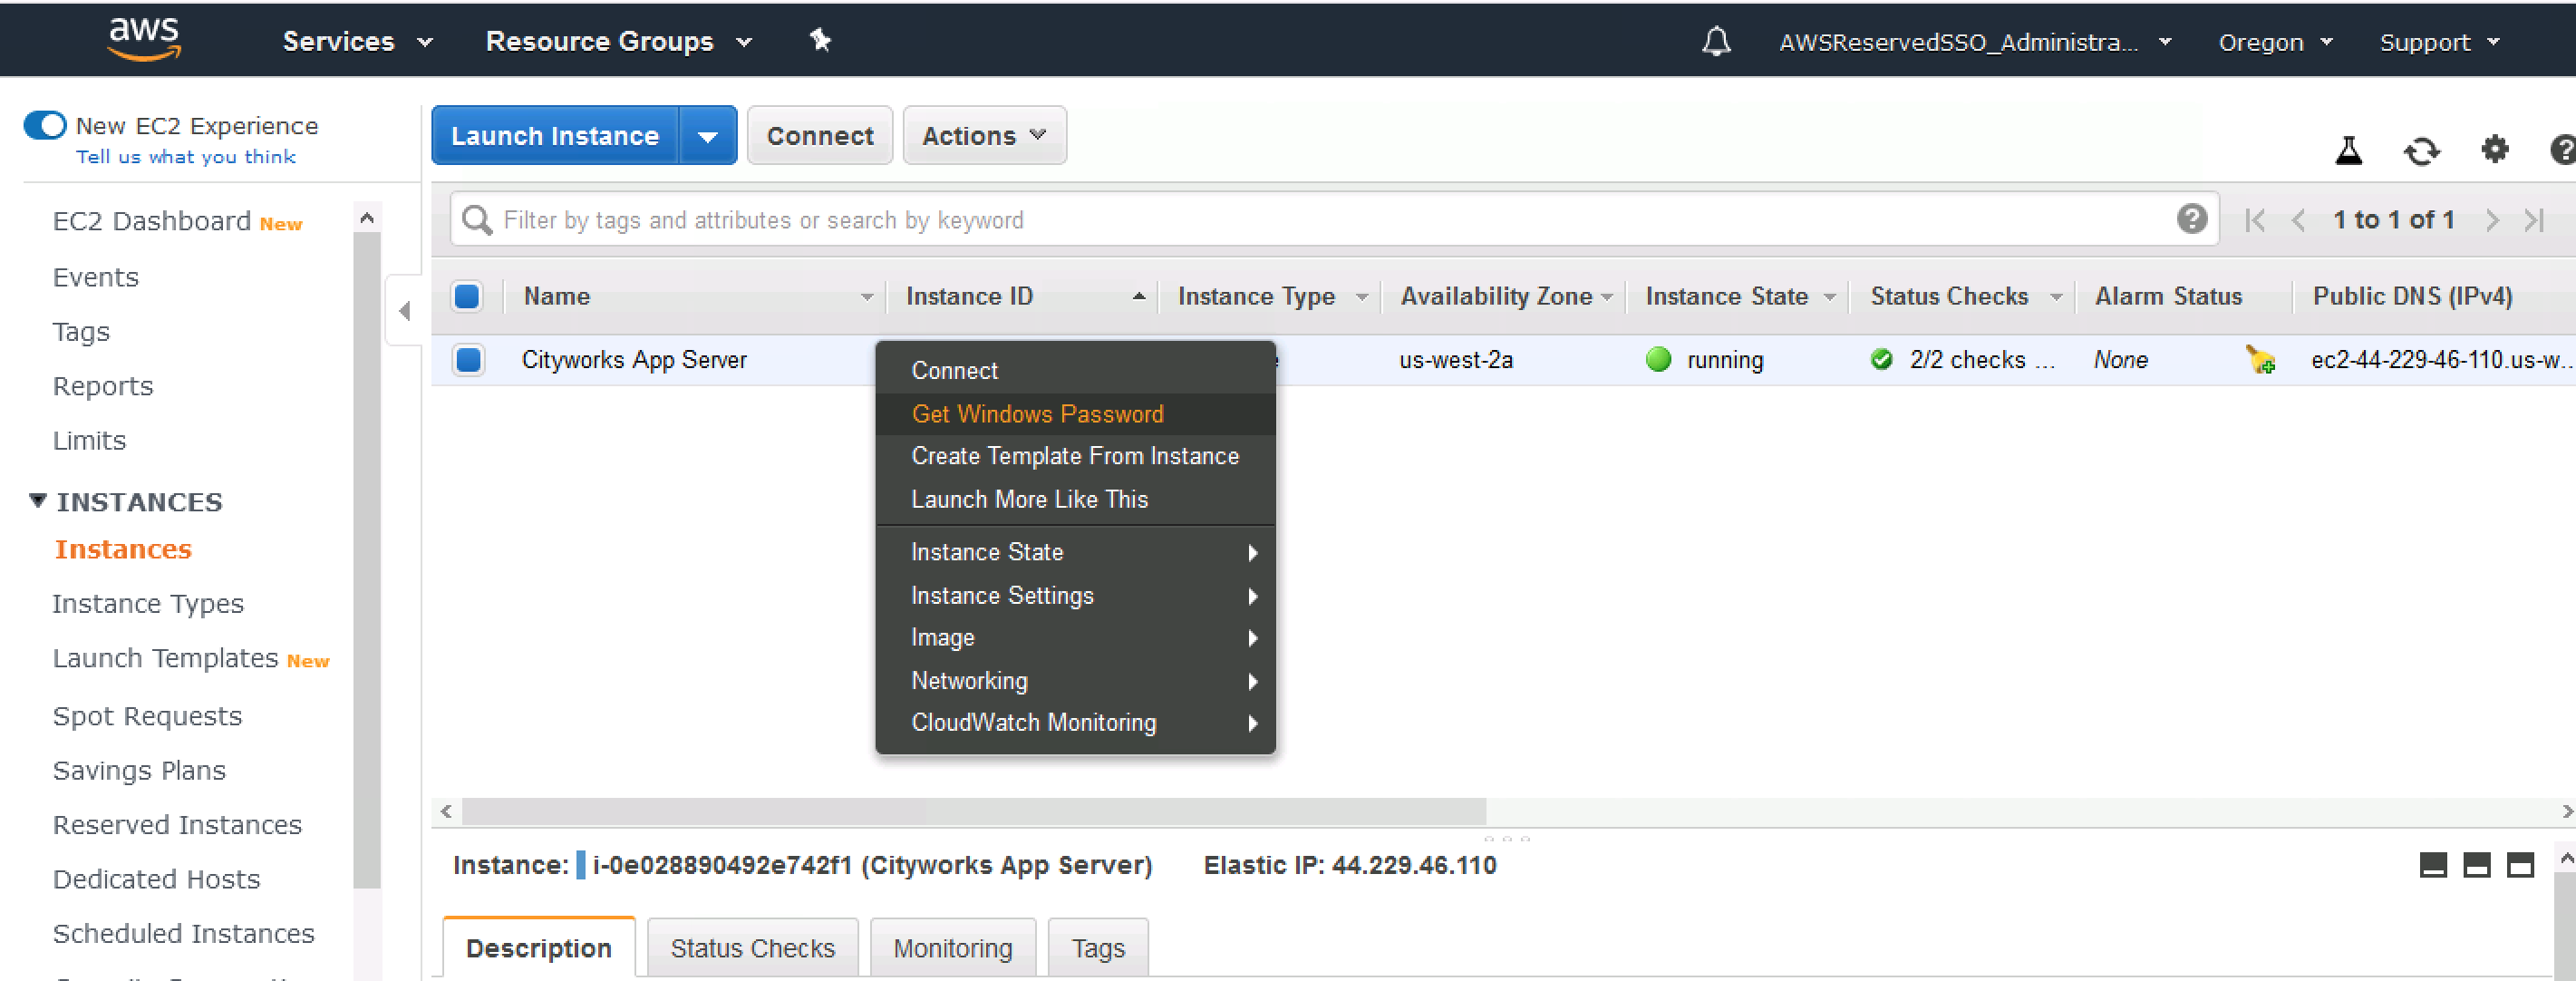 aws Services Resource Groups AWSReservedSSO_Administra... Oregon Support
New EC2 Experience
Tell us what you think
EC2 Dashboard New
Events
Tags
Reports
Limits
INSTANCES
Instances
Instance Types
Launch Templates New
Spot Requests
Savings Plans
Reserved Instances
Dedicated Hosts
Scheduled Instances
Launch Instance Connect Actions
Filter by tags and attributes or search by keyword 1 to 1 of 1
Name Instance ID Instance Type Availability Zone Instance State Status Checks Alarm Status Public DNS (IPv4)
Cityworks App Server us-west-2a running 2/2 checks ... None ec2-44-229-46-110.us-w...
Connect
Get Windows Password
Create Template From Instance
Launch More Like This
Instance State
Instance Settings
Image
Networking
CloudWatch Monitoring
Instance: i-0e028890492e742f1 (Cityworks App Server) Elastic IP: 44.229.46.110
Description Status Checks Monitoring Tags